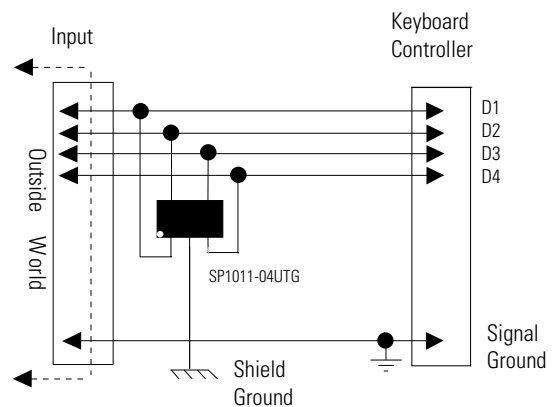 Input
Keyboard
Controller
D1
D2
D3
D4
Outside World
SP1011-04UTG
Shield
Ground
Signal
Ground